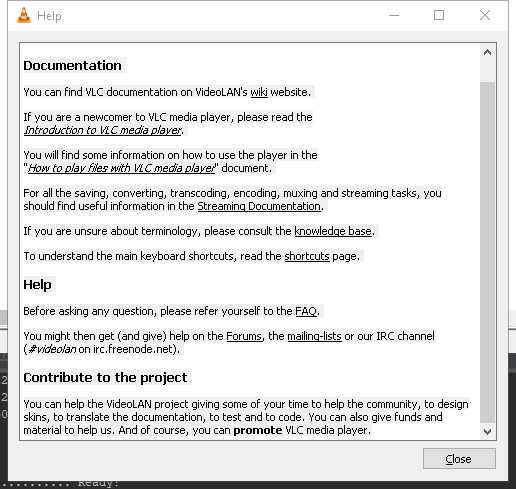 Help
Documentation
You can find VLC documentation on VideoLAN's wiki website.
If you are a newcomer to VLC media player, please read the
Introduction to VLC media player.
You will find some information on how to use the player in the
"How to play files with VLC media player" document.
For all the saving, converting, transcoding, encoding, muxing and streaming tasks, you
should find useful information in the Streaming Documentation.
If you are unsure about terminology, please consult the knowledge base.
To understand the main keyboard shortcuts, read the shortcuts page.
Help
Before asking any question, please refer yourself to the FAQ.
You might then get (and give) help on the Forums, the mailing-lists or our IRC channel
(#videolan on irc.freenode.net).
Contribute to the project
You can help the VideoLAN project giving some of your time to help the community, to design
skins, to translate the documentation, to test and to code. You can also give funds and
material to help us. And of course, you can promote VLC media player.
Close
.......... Ready!